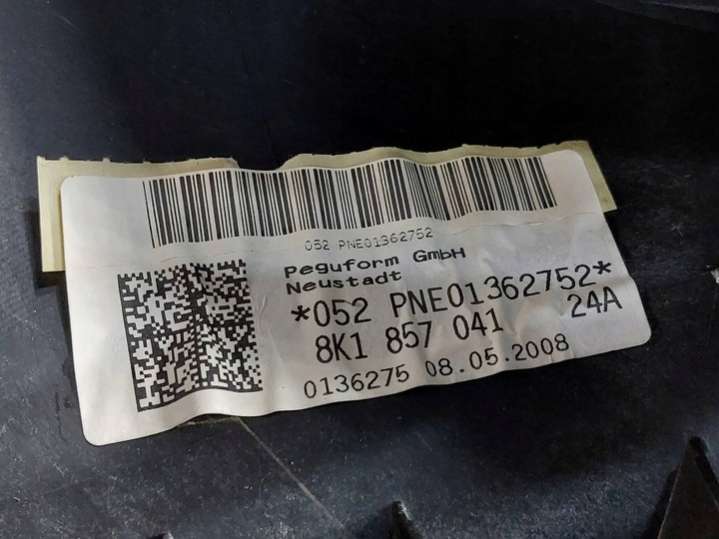 052 PNE01362752
Peguform GmbH
Neustadt
*052 PNE01362752*
8K1 857 041 24A
0136275 08.05.2008